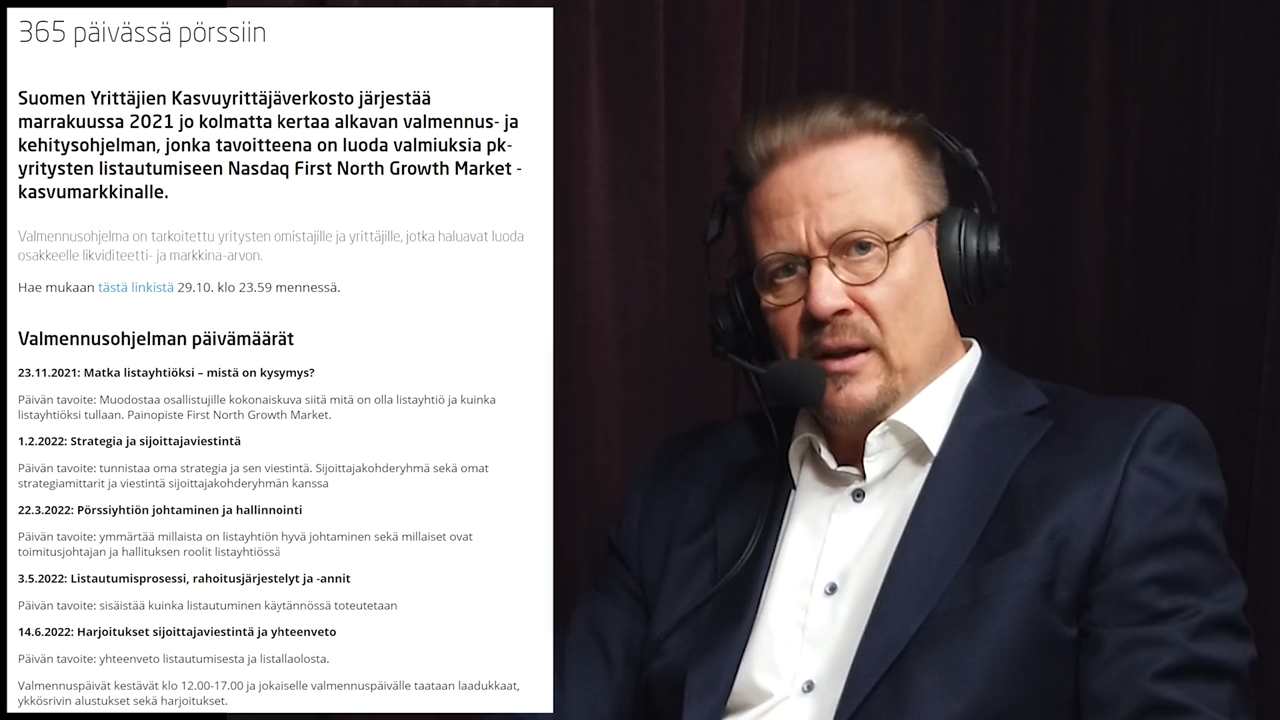 365 päivässä pörssiin
Suomen Yrittäjien Kasvuyrittäjäverkosto järjestää
marrakuussa 2021 jo kolmatta kertaa alkavan valmennus- ja
kehitysohjelman, jonka tavoitteena on luoda valmiuksia pk-
yritysten listautumiseen Nasdaq First North Growth Market -
kasvumarkkinalle.
Valmennusohjelma on tarkoitettu yritysten omistajille ja yrittäjille, jotka haluavat luoda
osakkeelle likviditeetti- ja markkina-arvon.
Hae mukaan tästä linkistä 29.10. klo 23.59 mennessä.
Valmennusohjelman päivämäärät
23.11.2021: Matka listayhtiöksi – mistä on kysymys?
Päivän tavoite: Muodostaa osallistujille kokonaiskuva siitä mitä on olla listayhtiö ja kuinka
listayhtiöksi tullaan. Painopiste First North Growth Market.
1.2.2022: Strategia ja sijoittajaviestintä
Päivän tavoite: tunnistaa oma strategia ja sen viestintä. Sijoittajakohderyhmä sekä omat
strategiamittarit ja viestintä sijoittajakohderyhmän kanssa
22.3.2022: Pörssiyhtiön johtaminen ja hallinnointi
Päivän tavoite: ymmärtää millaista on listayhtiön hyvä johtaminen sekä millaiset ovat
toimitusjohtajan ja hallituksen roolit listayhtiössä
3.5.2022: Listautumisprosessi, rahoitusjärjestelyt ja -annit
Päivän tavoite: sisäistää kuinka listautuminen käytännössä toteutetaan
14.6.2022: Harjoitukset sijoittajaviestintä ja yhteenveto
Päivän tavoite: yhteenveto listautumisesta ja listallaolosta.
Valmennuspäivät kestävät klo 12.00-17.00 ja jokaiselle valmennuspäivälle taataan laadukkaat,
ykkösrivin alustukset sekä harjoitukset.